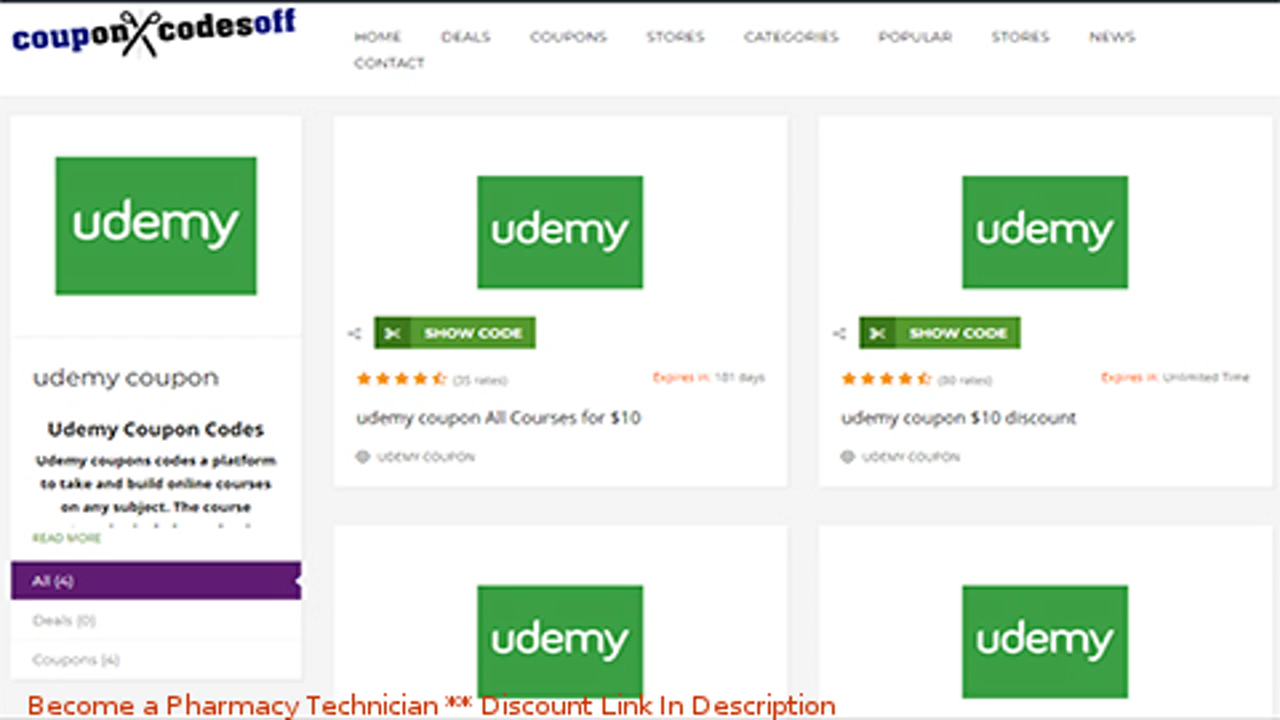 couponXcodesoff
HOME DEALS COUPONS STORES CATEGORIES POPULAR STORES NEWS
CONTACT
udemy
udemy coupon
Udemy Coupon Codes
Udemy coupons codes a platform
to take and build online courses
on any subject. The course
READ MORE
All (4)
Deals (0)
Coupons (4)
udemy
SHOW CODE
(35 rates)
Expires in: 181 days
udemy coupon All Courses for $10
UDEMY COUPON
udemy
SHOW CODE
(80 rates)
Expires in: Unlimited Time
udemy coupon $10 discount
UDEMY COUPON
udemy
udemy
Become a Pharmacy Technician ** Discount Link In Description